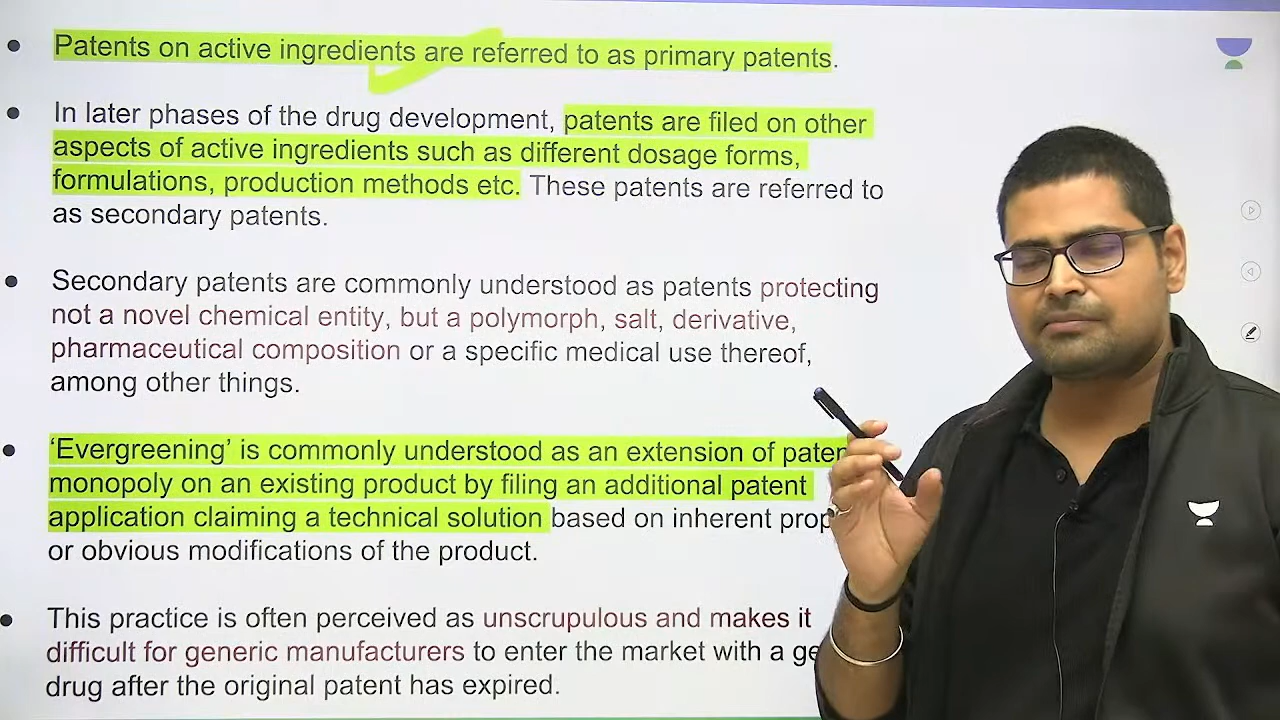 Patents on active ingredients are referred to as primary patents.
In later phases of the drug development, patents are filed on other
aspects of active ingredients such as different dosage forms,
formulations, production methods etc. These patents are referred to
as secondary patents.
Secondary patents are commonly understood as patents protecting
not a novel chemical entity, but a polymorph, salt, derivative,
pharmaceutical composition or a specific medical use thereof,
among other things.
‘Evergreening’ is commonly understood as an extension of
monopoly on an existing product by filing an additional patent
application claiming a technical solution based on inherent
or obvious modifications of the product.
This practice is often perceived as unscrupulous and makes it
difficult for generic manufacturers to enter the market with a
drug after the original patent has expired.